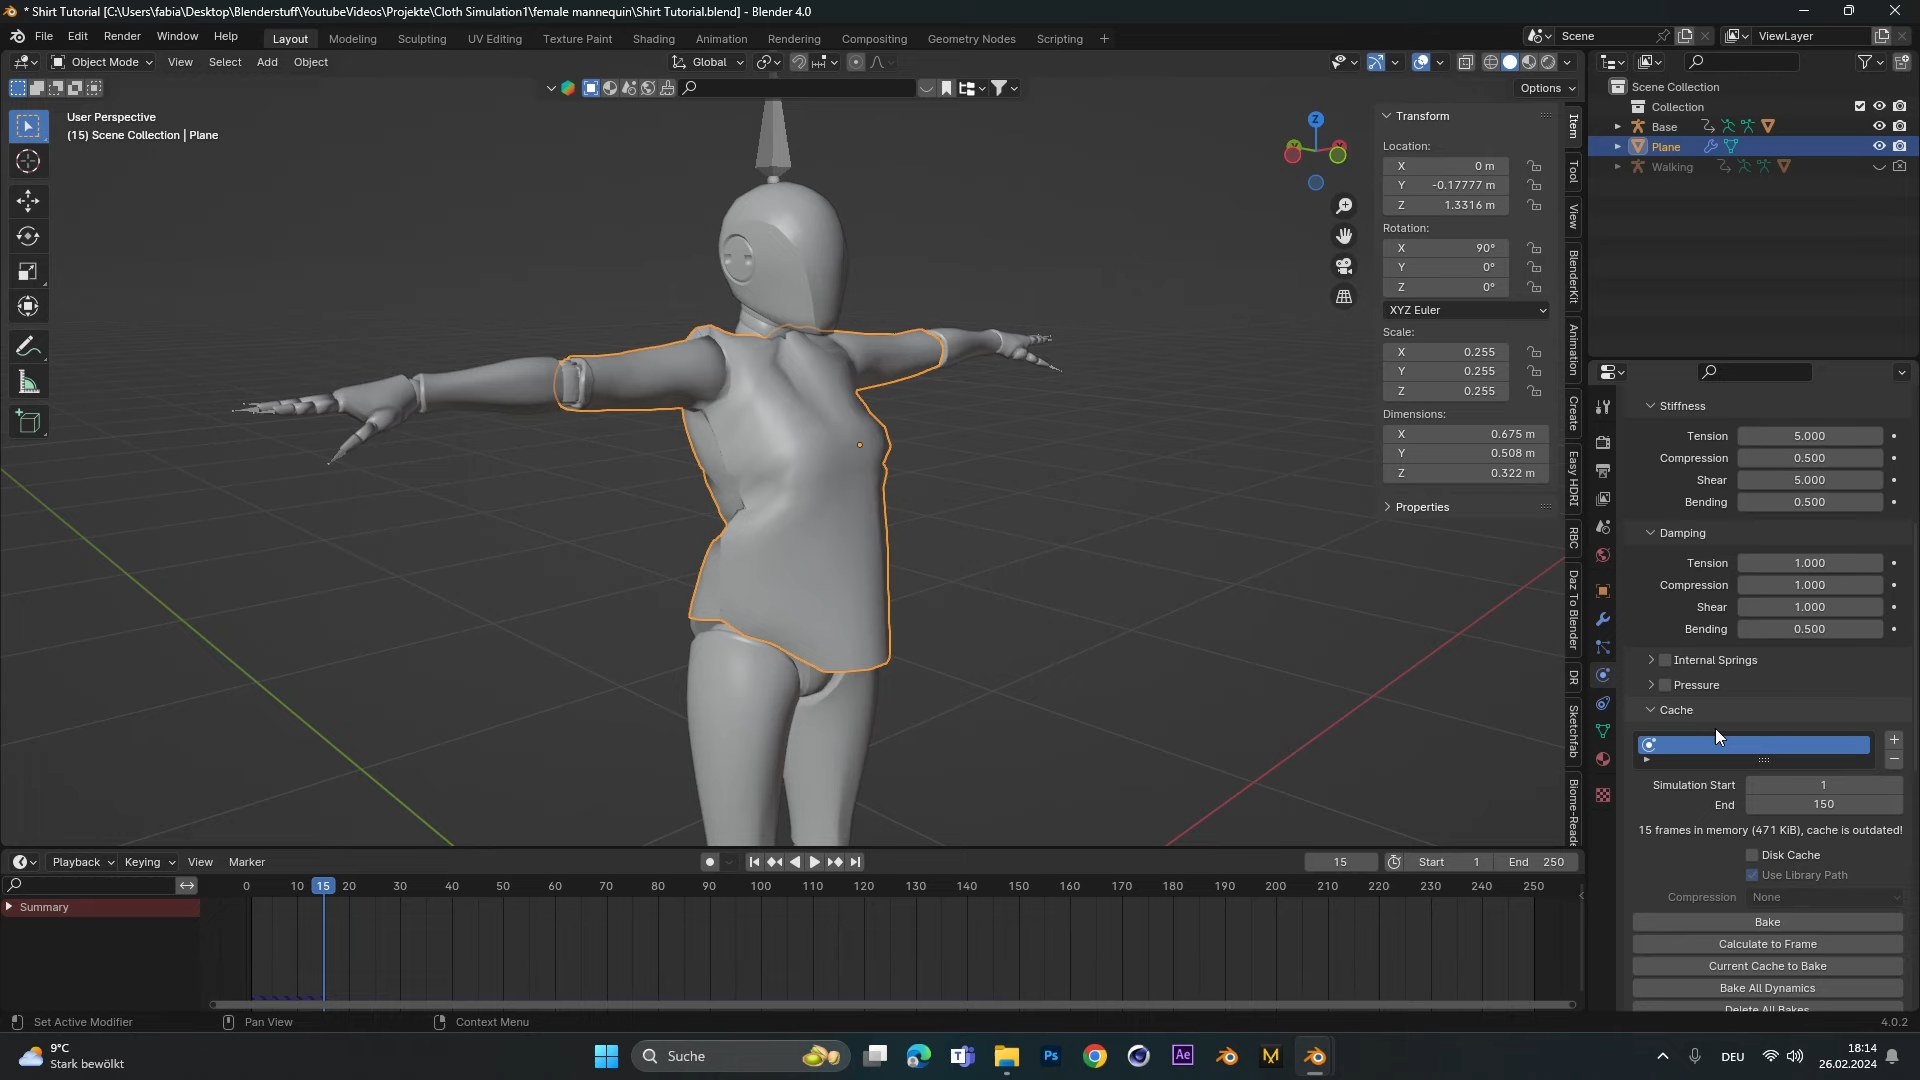 * Shirt Tutorial [C:\Users\fabia\Desktop\Blenderstuff\YoutubeVideos\Projekte\Cloth Simulation1\female mannequin\Shirt Tutorial.blend] - Blender 4.0
File Edit Render Window Help Layout Modeling Sculpting UV Editing Texture Paint Shading Animation Rendering Compositing Geometry Nodes Scripting + Scene ViewLayer
Object Mode View Select Add Object Global
Options
User Perspective
(15) Scene Collection | Plane
Z
Transform
Location:
X 0 m
Y -0.17777 m
Z 1.3316 m
Rotation:
X 90°
Y 0°
Z 0°
XYZ Euler
Scale:
X 0.255
Y 0.255
Z 0.255
Dimensions:
X 0.675 m
Y 0.508 m
Z 0.322 m
Properties
Item
Tool
View
BlenderKit
Animation
Create
Easy HDRI
RBC
Daz To Blender
DR
Sketchfab
Biome-Reade
Scene Collection
Collection
Base
Plane
Walking
Stiffness
Tension 5.000
Compression 0.500
Shear 5.000
Bending 0.500
Damping
Tension 1.000
Compression 1.000
Shear 1.000
Bending 0.500
Internal Springs
Pressure
Cache
Simulation Start 1
End 150
15 frames in memory (471 KiB), cache is outdated!
Disk Cache
Use Library Path
Compression None
Bake
Calculate to Frame
Current Cache to Bake
Bake All Dynamics
Delete All Bakes
Playback Keying View Marker 15 Start 1 End 250
0 10 15 20 30 40 50 60 70 80 90 100 110 120 130 140 150 160 170 180 190 200 210 220 230 240 250
Summary
Set Active Modifier Pan View Context Menu 4.0.2
9°C
Stark bewölkt
Suche
Ps
Ae
M
DEU
18:14
26.02.2024